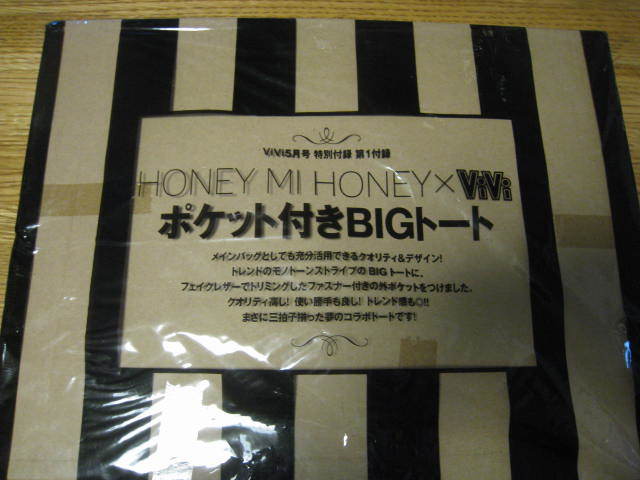 ViVi5月号 特別付録 第1付録
HONEY MI HONEY×ViVi
ポケット付きBIGトート
メインバッグとしても充分活用できるクオリティ&デザイン!
トレンドのモノトーンストライプの BIG トートに、
フェイクレザーでトリミングしたファスナー付きの外ポケットをつけました。
クオリティ高し! 使い勝手も良し! トレンド感も◎!!
まさに三拍子揃った夢のコラボトートです!